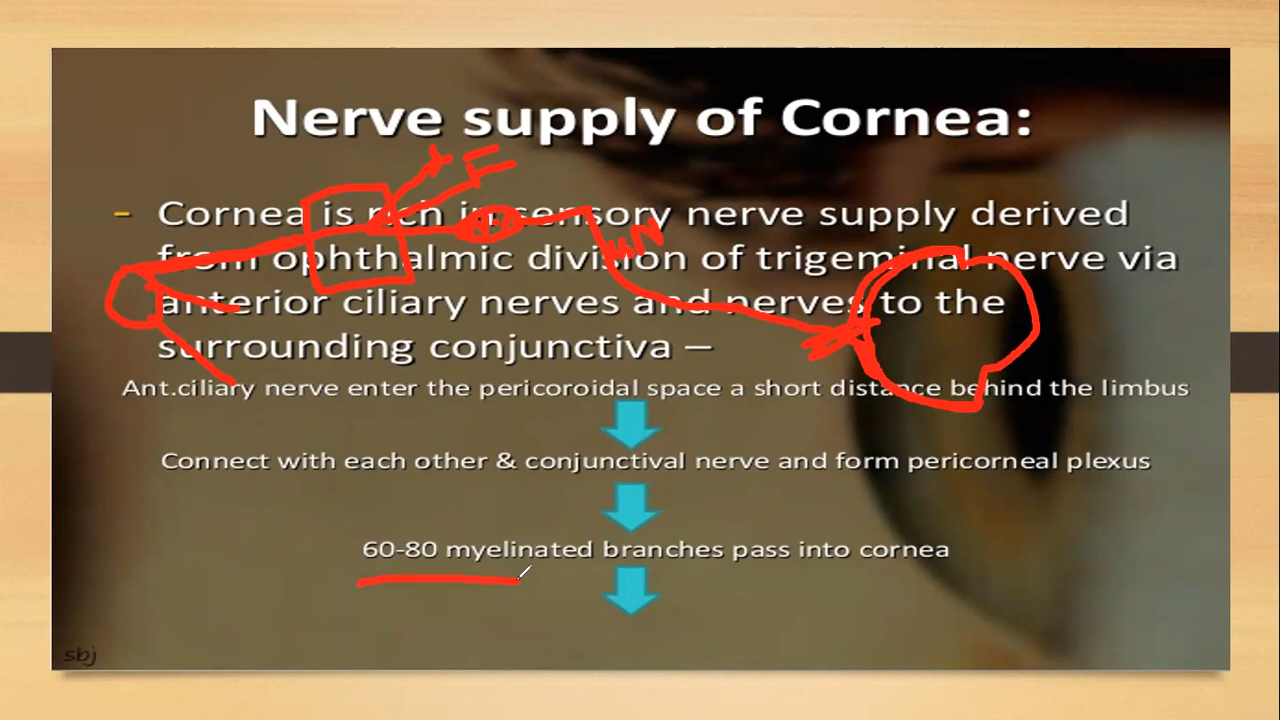 Nerve supply of Cornea:
- Cornea is rich in sensory nerve supply derived
from ophthalmic division of trigeminal nerve via
anterior ciliary nerves and nerves to the
surrounding conjunctiva –
Ant.ciliary nerve enter the pericoroidal space a short distance behind the limbus
Connect with each other & conjunctival nerve and form pericorneal plexus
60-80 myelinated branches pass into cornea
sbj